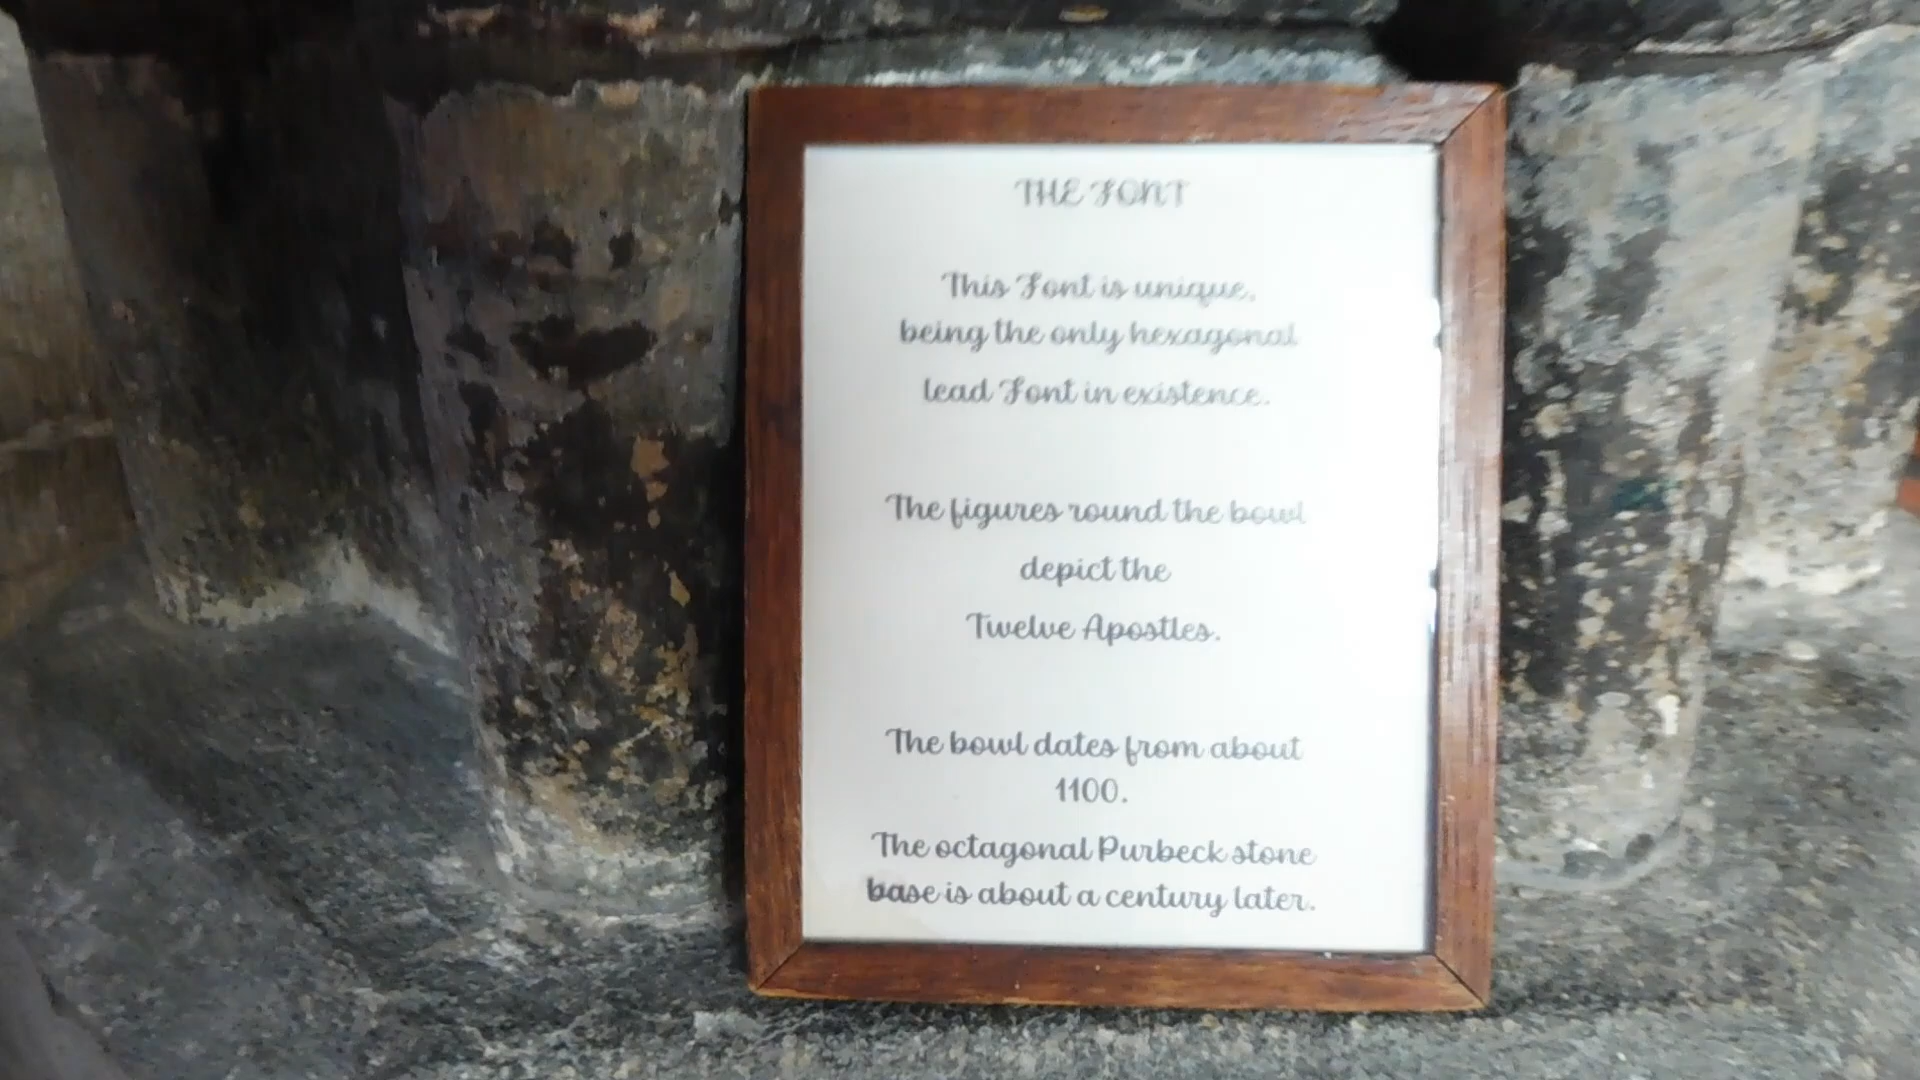 THE FONT
This Font is unique,
being the only hexagonal
lead Font in existence.
The figures round the bowl
depict the
Twelve Apostles.
The bowl dates from about
1100.
The octagonal Purbeck stone
base is about a century later.